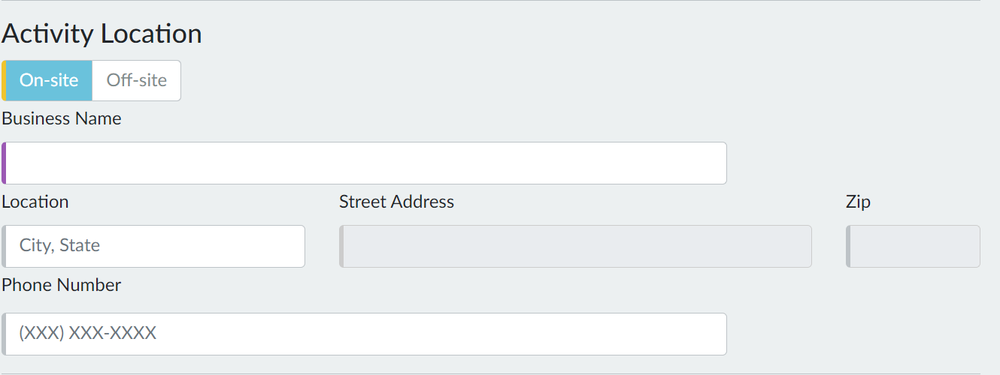 Activity Location
On-site Off-site
Business Name
Location Street Address Zip
City, State
Phone Number
(XXX) XXX-XXXX